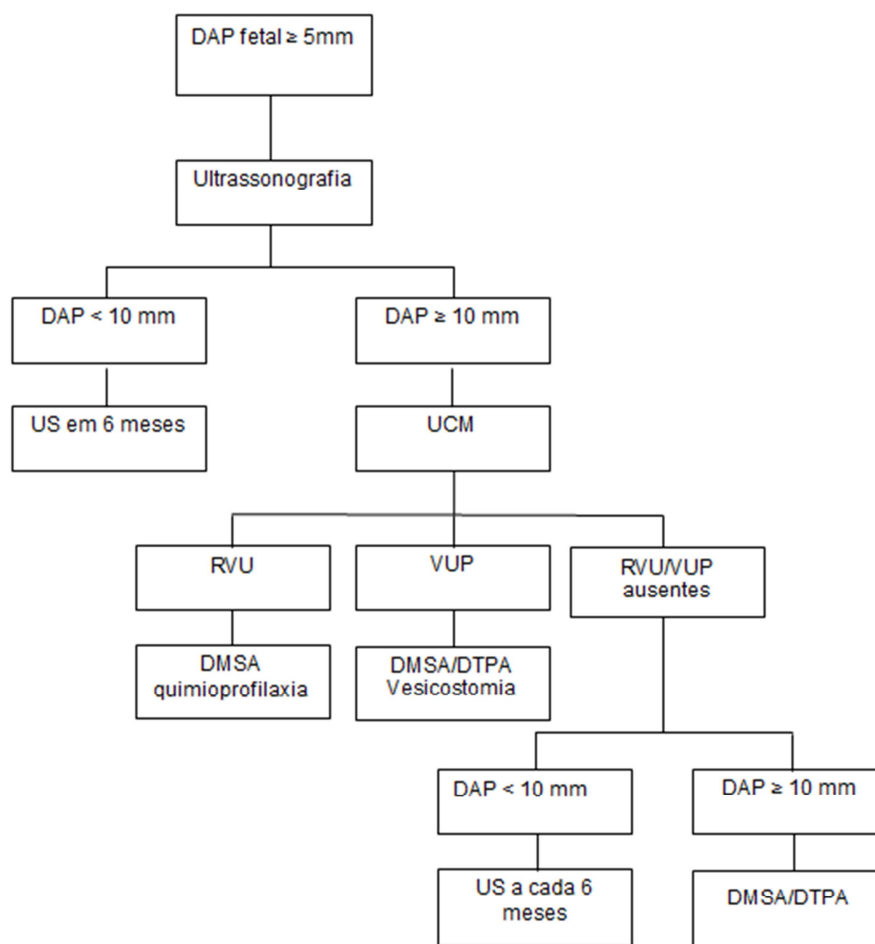 DAP fetal ≥ 5mm
Ultrassonografia
DAP < 10 mm
DAP ≥ 10 mm
US em 6 meses
UCM
RVU
VUP
RVU/VUP
ausentes
DMSA
quimioprofilaxia
DMSA/DTPA
Vesicostomia
DAP < 10 mm
DAP ≥ 10 mm
US a cada 6
meses
DMSA/DTPA